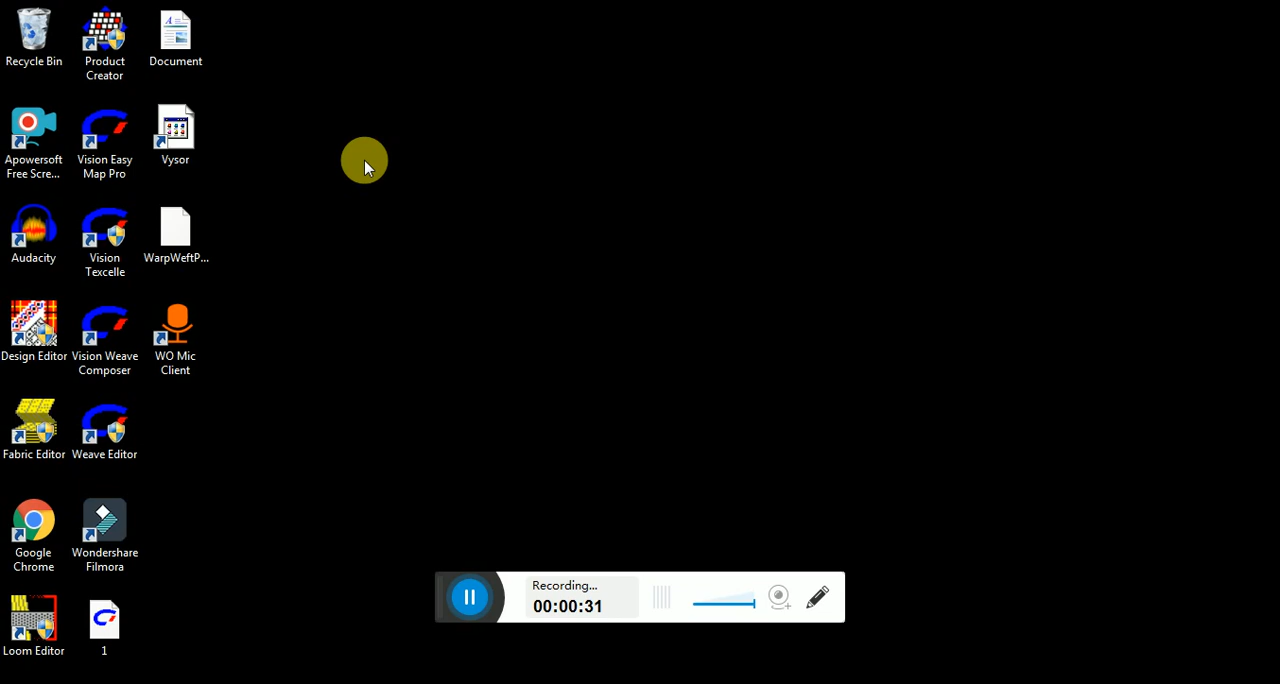 Recycle Bin
Product
Creator
Document
Apowersoft
Free Scre...
Vision Easy
Map Pro
Vysor
Audacity
Vision
Texcelle
WarpWeftP...
Design Editor
Vision Weave
Composer
WO Mic
Client
Fabric Editor
Weave Editor
Google
Chrome
Wondershare
Filmora
Loom Editor
1
Recording...
00:00:31